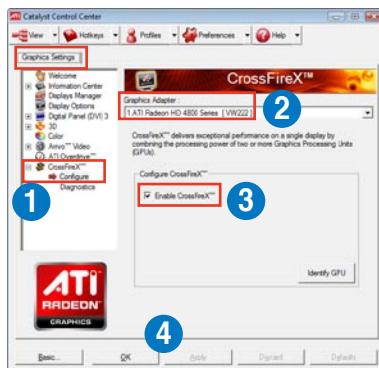 Catalyst Control Center
View Hotkeys Profiles Preferences Help
Graphics Settings
Welcome
Information Center
Displays Manager
Display Options
Digital Panel (DVI) 3
3D
Color
Avivo™ Video
ATI Overdrive™
CrossFireX™
Configure
Diagnostics
1
ATI
RADEON
GRAPHICS
CrossFireX™
Graphics Adapter:
1.ATI Radeon HD 4800 Series [VW222]
2
CrossFireX™ delivers exceptional performance on a single display by
combining the processing power of two or more Graphics Processing Units
(GPUs).
Configure CrossFireX™
Enable CrossFireX™
3
Identify GPU
4
Basic... OK Apply Discard Defaults